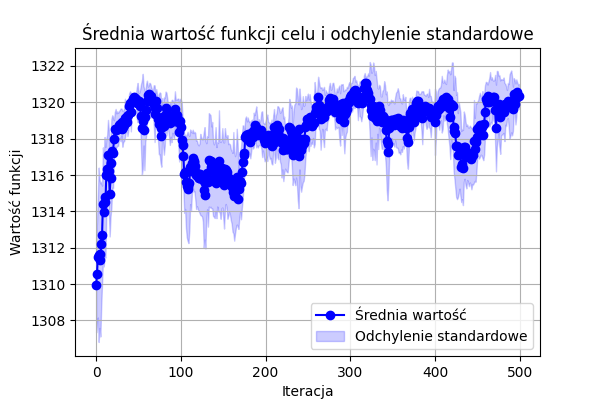 Średnia wartość funkcji celu i odchylenie standardowe
Wartość funkcji
1322
1320
1318
1316
1314
1312
1310
1308
0 100 200 300 400 500
Iteracja
Średnia wartość
Odchylenie standardowe